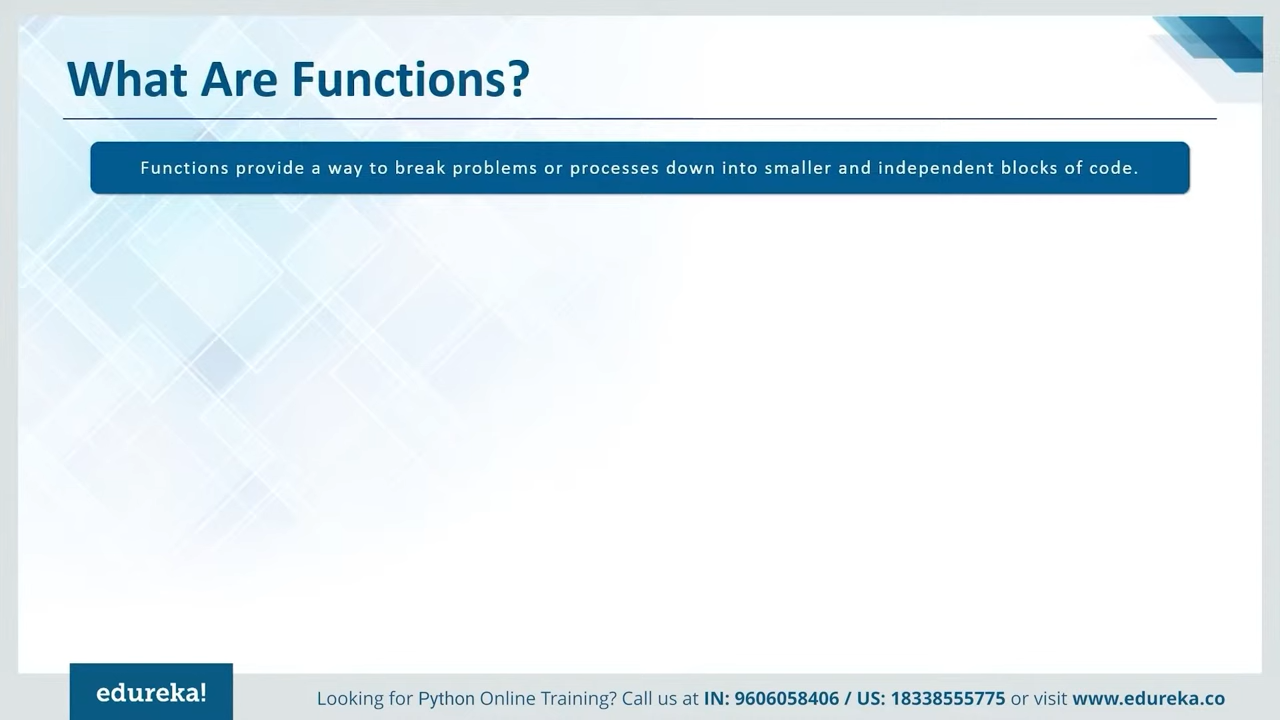 What Are Functions?
Functions provide a way to break problems or processes down into smaller and independent blocks of code.
edureka!
Looking for Python Online Training? Call us at IN: 9606058406 / US: 18338555775 or visit www.edureka.co